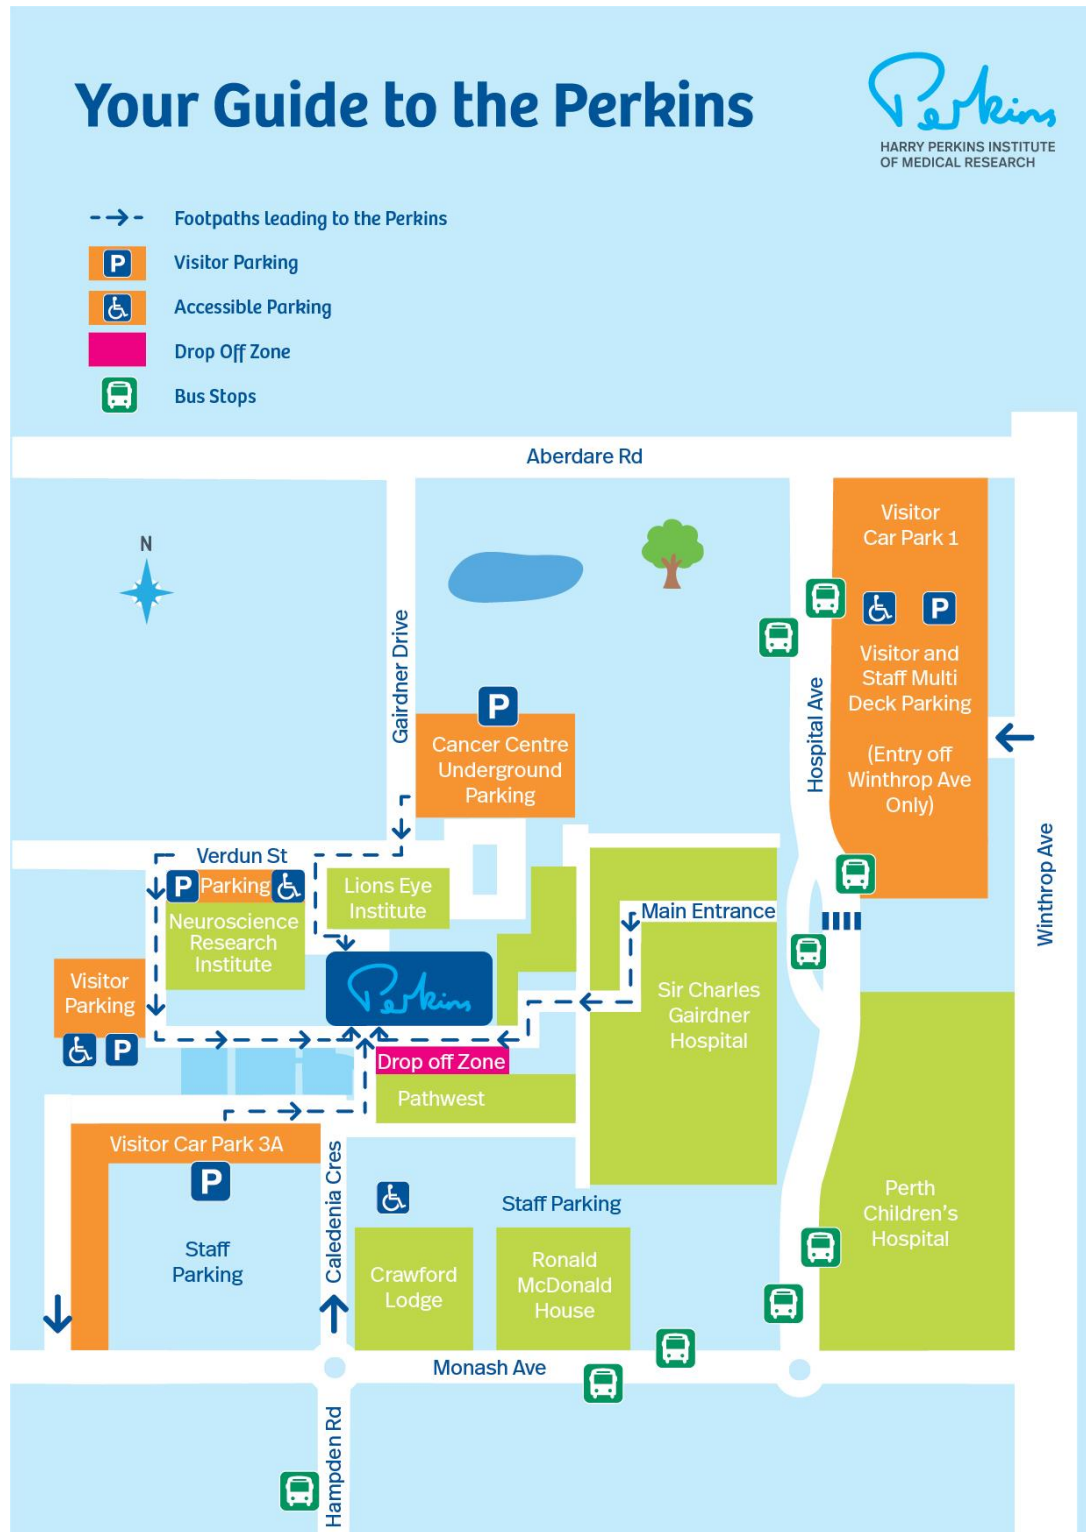 Your Guide to the Perkins
Perkins
HARRY PERKINS INSTITUTE
OF MEDICAL RESEARCH
Footpaths leading to the Perkins
P
Visitor Parking
Accessible Parking
Drop Off Zone
Bus Stops
Aberdare Rd
N
Visitor
Car Park 1
P
Visitor and
Staff Multi
Deck Parking
(Entry off
Winthrop Ave
Only)
Gairdner Drive
Hospital Ave
Winthrop Ave
P
Cancer Centre
Underground
Parking
Verdun St
P Parking
Neuroscience
Research
Institute
Lions Eye
Institute
Main Entrance
Visitor
Parking
P
Perkins
Sir Charles
Gairdner
Hospital
Drop off Zone
Pathwest
Visitor Car Park 3A
P
Staff
Parking
Caledenia Cres
Staff Parking
Crawford
Lodge
Ronald
McDonald
House
Perth
Children's
Hospital
Monash Ave
Hampden Rd